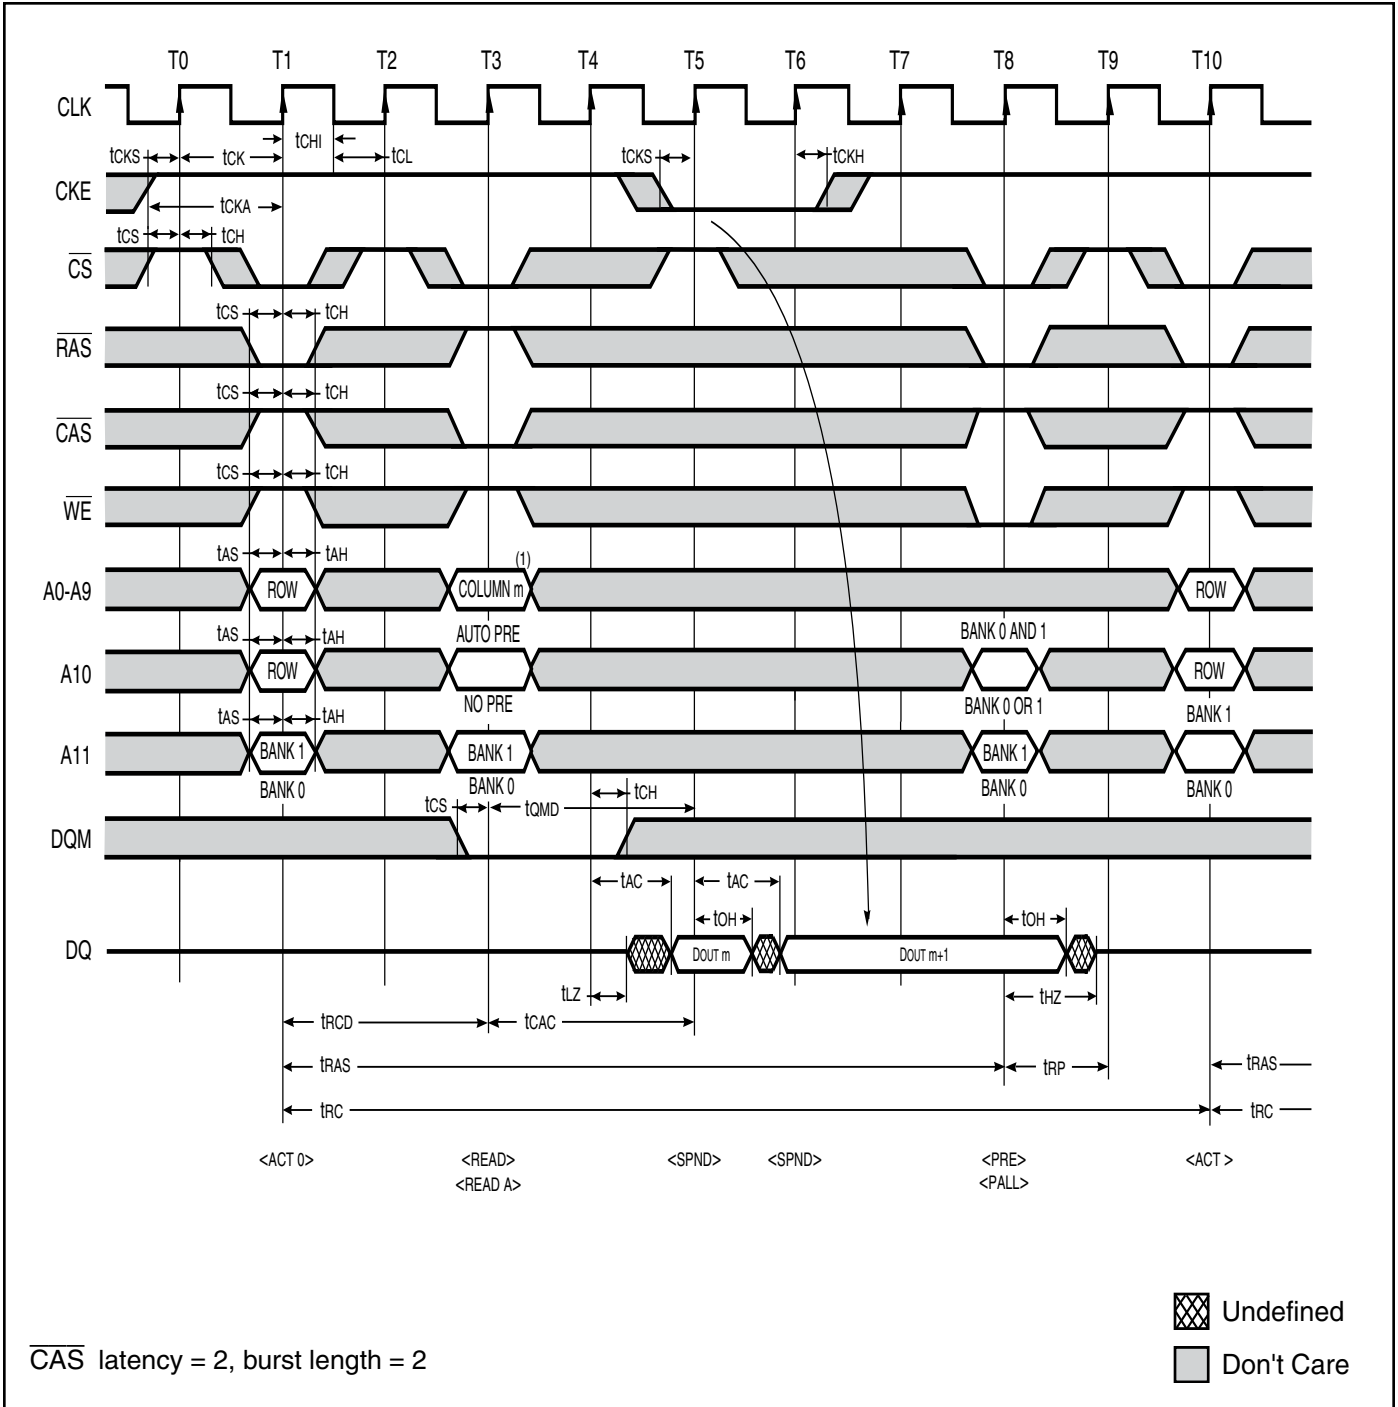 T0 T1 T2 T3 T4 T5 T6 T7 T8 T9 T10
CLK
tCHI
tCKS tCK tCL tCKS tCKH
CKE
tCKA
tCS tCH
CS
tCS tCH
RAS
tCS tCH
CAS
tCS tCH
WE
tAS tAH (1)
A0-A9 ROW COLUMN m ROW
tAS tAH AUTO PRE BANK 0 AND 1
A10 ROW ROW
NO PRE BANK 0 OR 1
tAS tAH BANK 1
A11 BANK 1 BANK 1 BANK 1
BANK 0 BANK 0 BANK 0 BANK 0
tCS tQMD tCH
DQM
tAC tAC
tOH tOH
DQ DOUT m DOUT m+1
tLZ tHZ
tRCD tCAC
tRAS tRP tRAS
tRC tRC
<ACT 0> <READ> <SPND> <SPND> <PRE> <ACT >
<READ A> <PALL>
Undefined
CAS latency = 2, burst length = 2
Don't Care